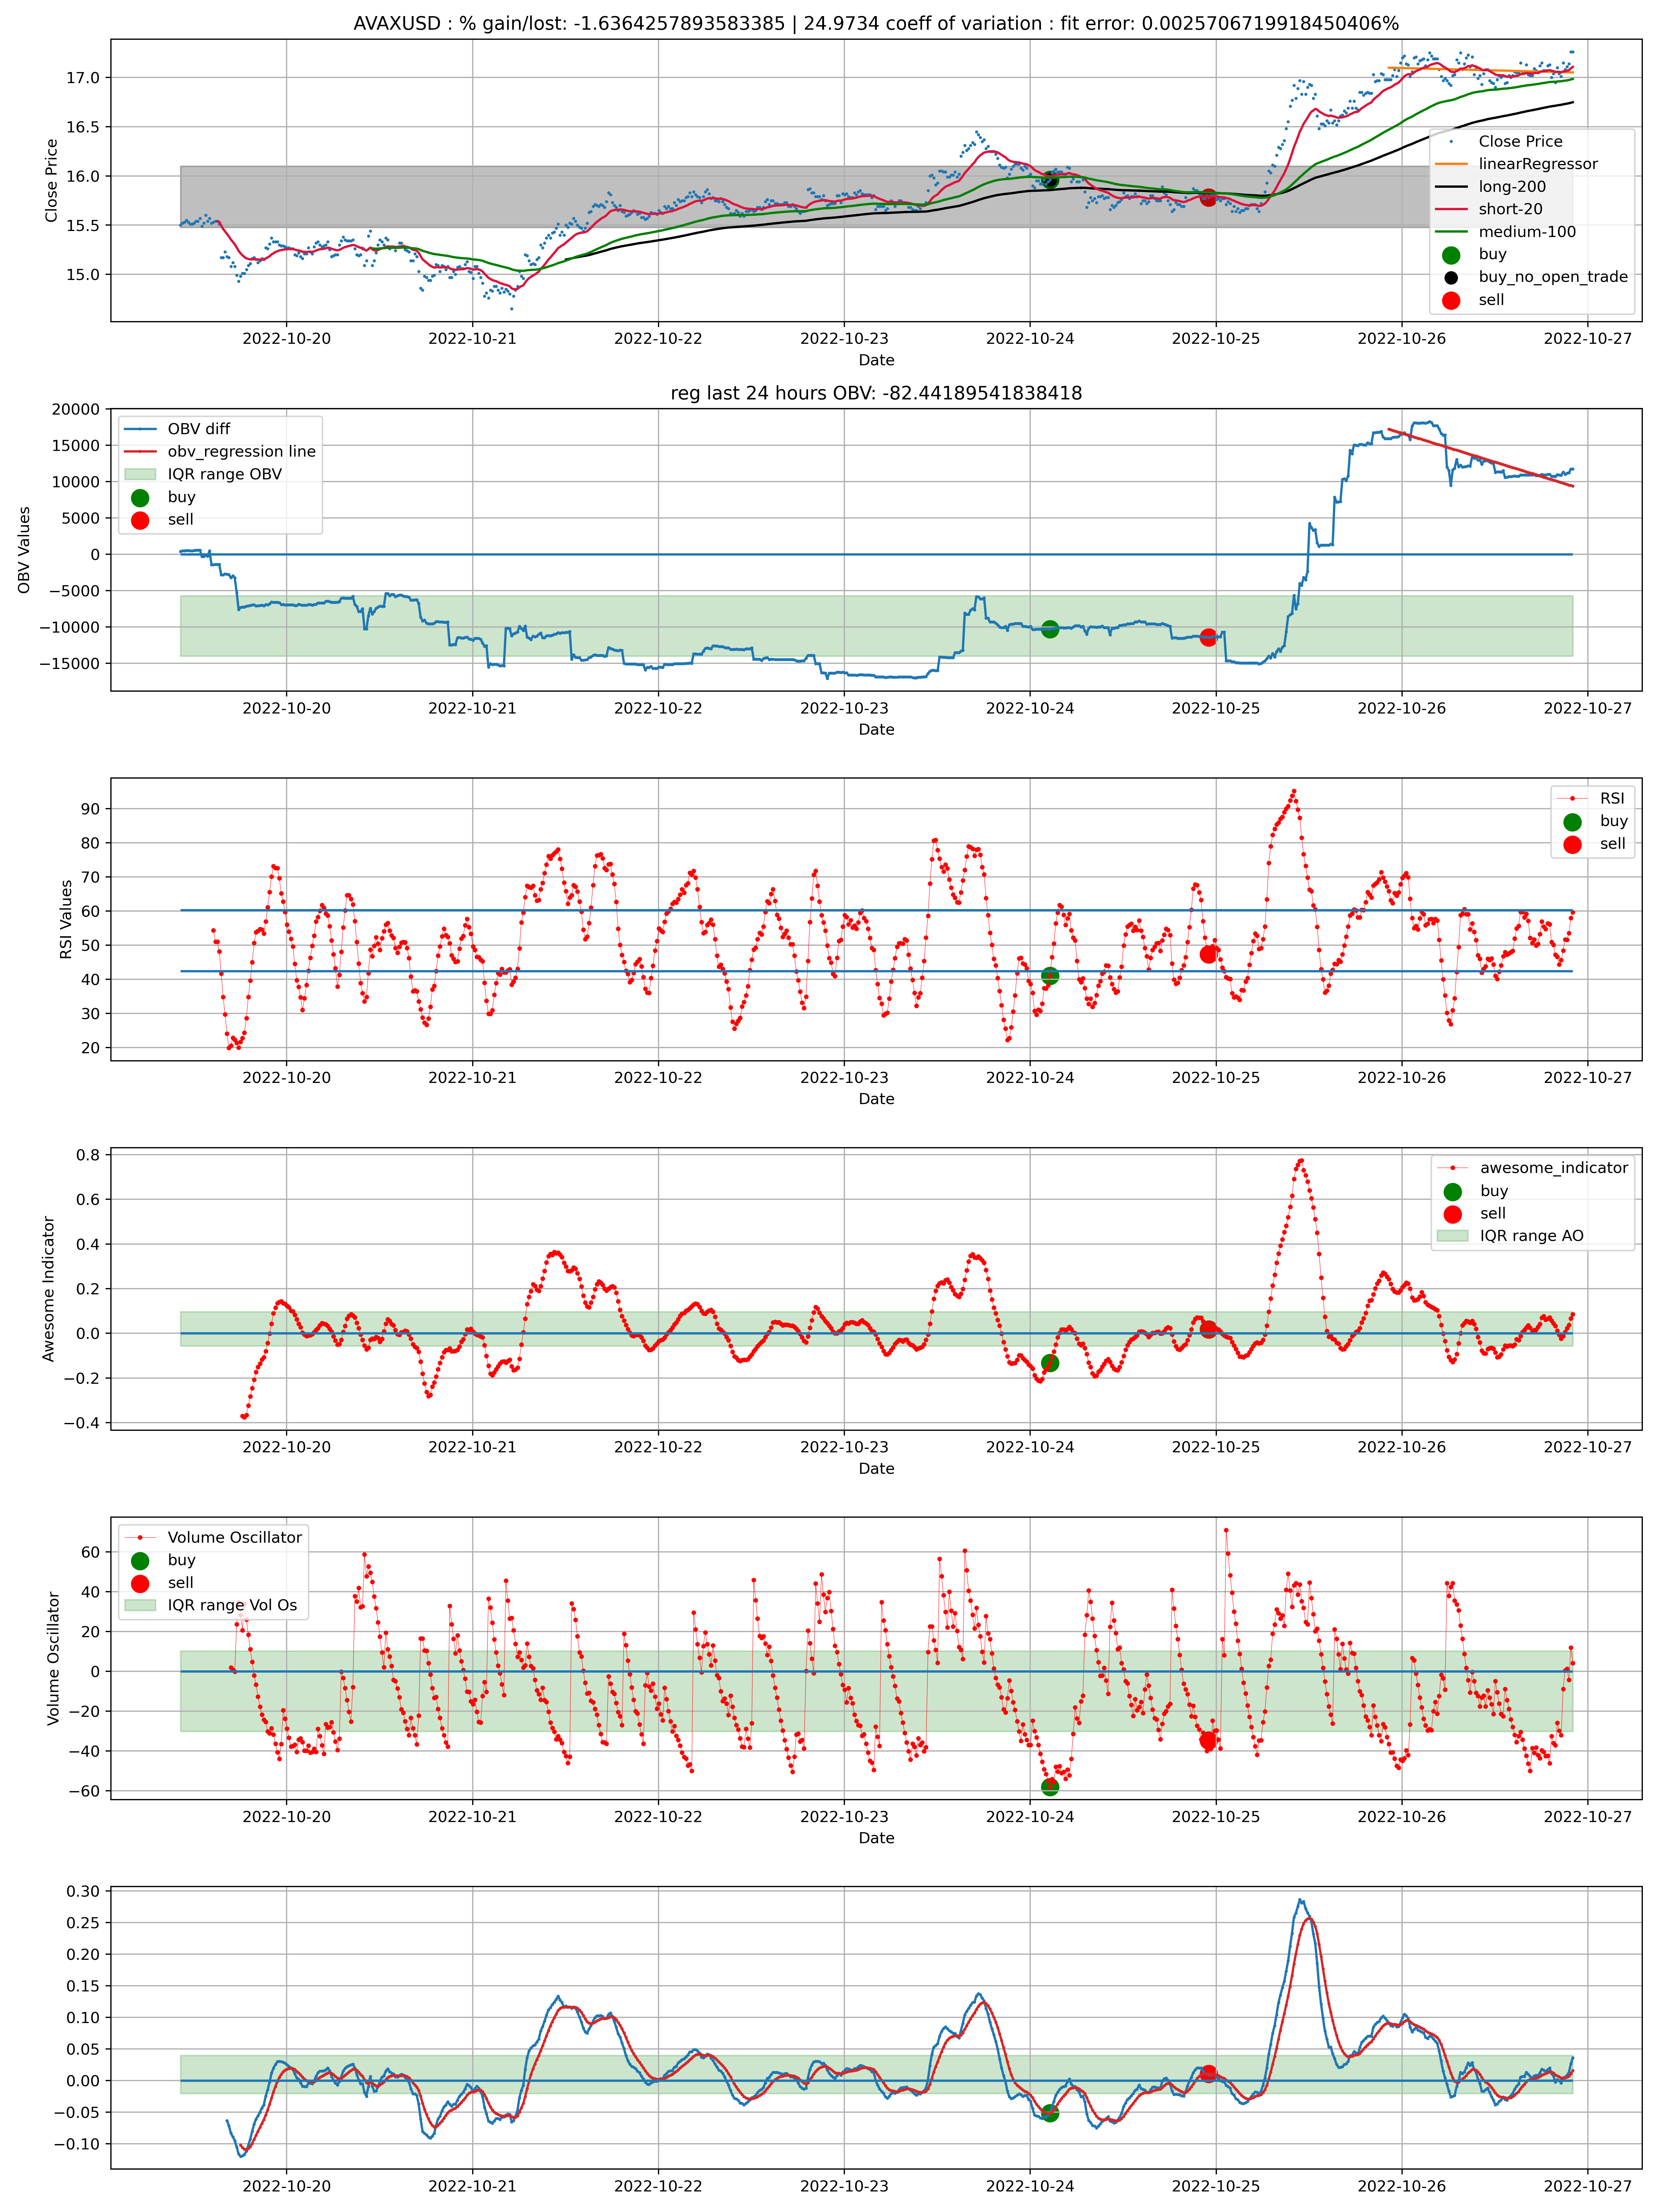 AVAXUSD : % gain/lost: -1.6364257893583385 | 24.9734 coeff of variation : fit error: 0.0025706719918450406%
Close Price
17.0
16.5
16.0
15.5
15.0
Close Price
linearRegressor
long-200
short-20
medium-100
buy
buy_no_open_trade
sell
2022-10-20 2022-10-21 2022-10-22 2022-10-23 2022-10-24 2022-10-25 2022-10-26 2022-10-27
Date
reg last 24 hours OBV: -82.44189541838418
OBV Values
20000
15000
10000
5000
0
−5000
−10000
−15000
OBV diff
obv_regression line
IQR range OBV
buy
sell
2022-10-20 2022-10-21 2022-10-22 2022-10-23 2022-10-24 2022-10-25 2022-10-26 2022-10-27
Date
RSI Values
90
80
70
60
50
40
30
20
RSI
buy
sell
2022-10-20 2022-10-21 2022-10-22 2022-10-23 2022-10-24 2022-10-25 2022-10-26 2022-10-27
Date
Awesome Indicator
0.8
0.6
0.4
0.2
0.0
−0.2
−0.4
awesome_indicator
buy
sell
IQR range AO
2022-10-20 2022-10-21 2022-10-22 2022-10-23 2022-10-24 2022-10-25 2022-10-26 2022-10-27
Date
Volume Oscillator
60
40
20
0
−20
−40
−60
Volume Oscillator
buy
sell
IQR range Vol Os
2022-10-20 2022-10-21 2022-10-22 2022-10-23 2022-10-24 2022-10-25 2022-10-26 2022-10-27
Date
0.30
0.25
0.20
0.15
0.10
0.05
0.00
−0.05
−0.10
2022-10-20 2022-10-21 2022-10-22 2022-10-23 2022-10-24 2022-10-25 2022-10-26 2022-10-27